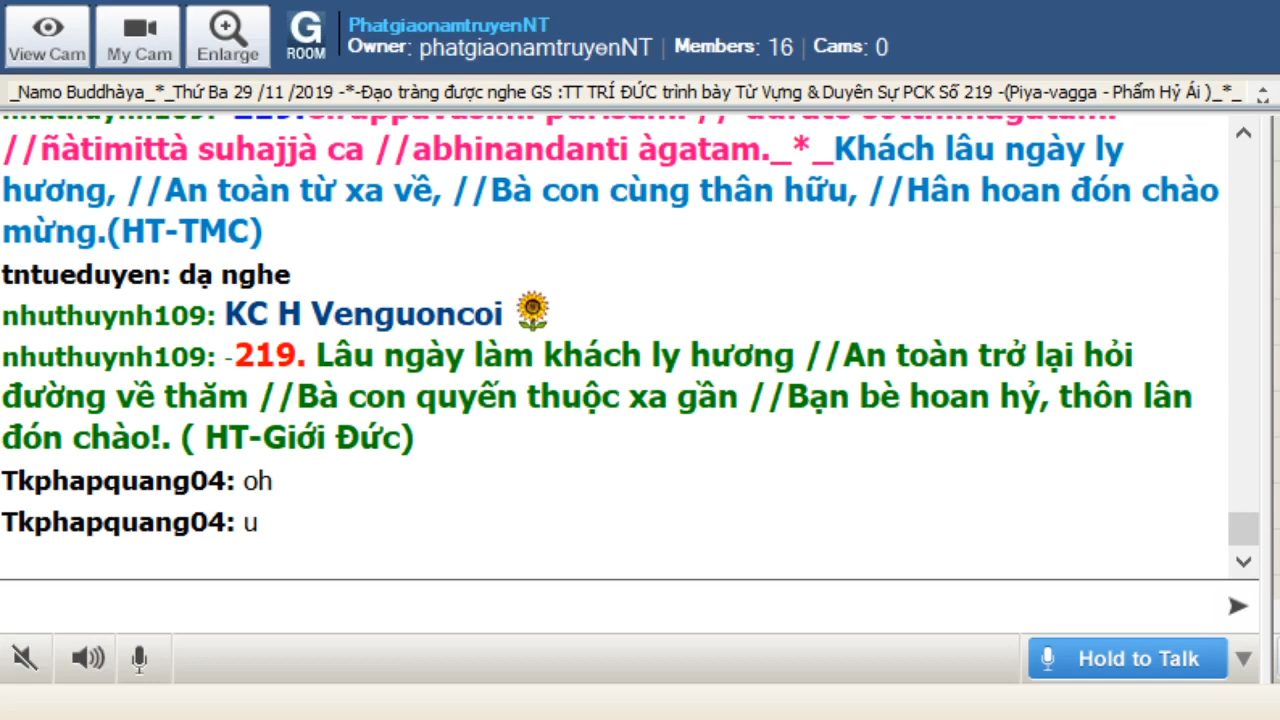 View Cam
My Cam
Enlarge
G
ROOM
PhatgiaonamtruyenNT
Owner: phatgiaonamtruyenNT | Members: 16 | Cams: 0
_Namo Buddhàya_*_Thứ Ba 29 /11 /2019 -*-Đạo tràng được nghe GS :TT TRÍ ĐỨC trình bày Từ Vựng & Duyên Sự PCK Số 219 -(Piya-vagga - Phẩm Hỷ Ái )_*_
//ñàtimittà suhajjà ca //abhinandanti àgatam._*_Khách lâu ngày ly
hương, //An toàn từ xa về, //Bà con cùng thân hữu, //Hân hoan đón chào
mừng.(HT-TMC)
tntueduyen: dạ nghe
nhuthuynh109: KC H Venguoncoi
nhuthuynh109: -219. Lâu ngày làm khách ly hương //An toàn trở lại hỏi
đường về thăm //Bà con quyến thuộc xa gần //Bạn bè hoan hỷ, thôn lân
đón chào!. ( HT-Giới Đức)
Tkphapquang04: oh
Tkphapquang04: u
Hold to Talk